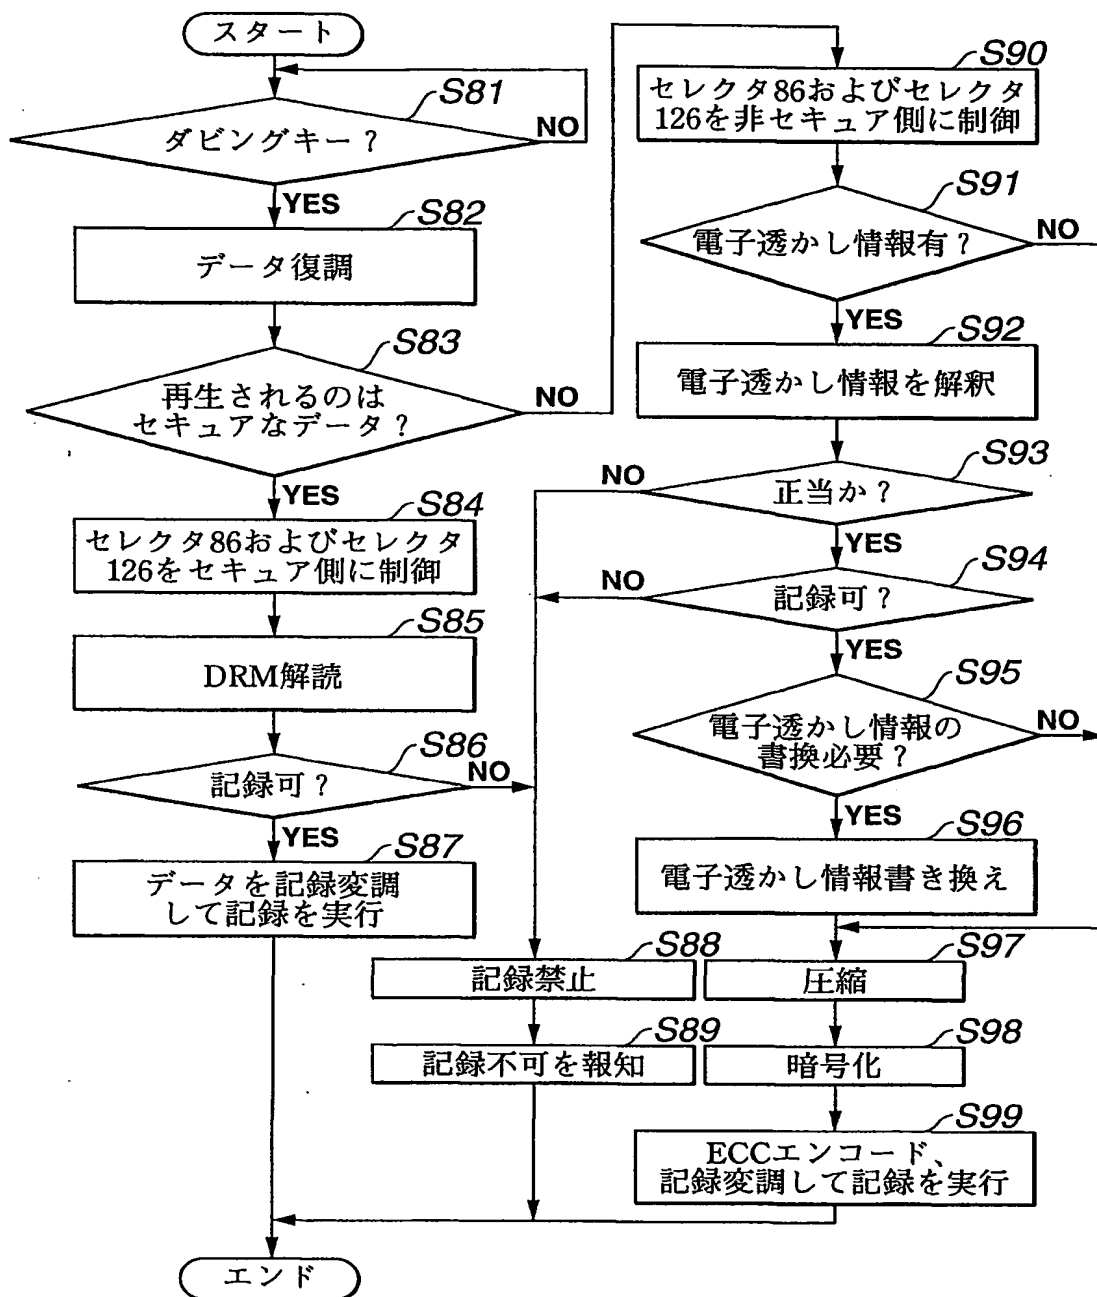 スタート
S81
ダビングキー?
NO
YES
S82
データ復調
S83
再生されるのは
セキュアなデータ?
NO
YES
S84
セレクタ86およびセレクタ
126をセキュア側に制御
S85
DRM解読
S86
記録可?
NO
YES
S87
データを記録変調
して記録を実行
S88
記録禁止
S89
記録不可を報知
S90
セレクタ86およびセレクタ
126を非セキュア側に制御
S91
電子透かし情報有?
NO
YES
S92
電子透かし情報を解釈
S93
正当か?
NO
YES
S94
記録可?
NO
YES
S95
電子透かし情報の
書換必要?
NO
YES
S96
電子透かし情報書き換え
S97
圧縮
S98
暗号化
S99
ECCエンコード、
記録変調して記録を実行
エンド